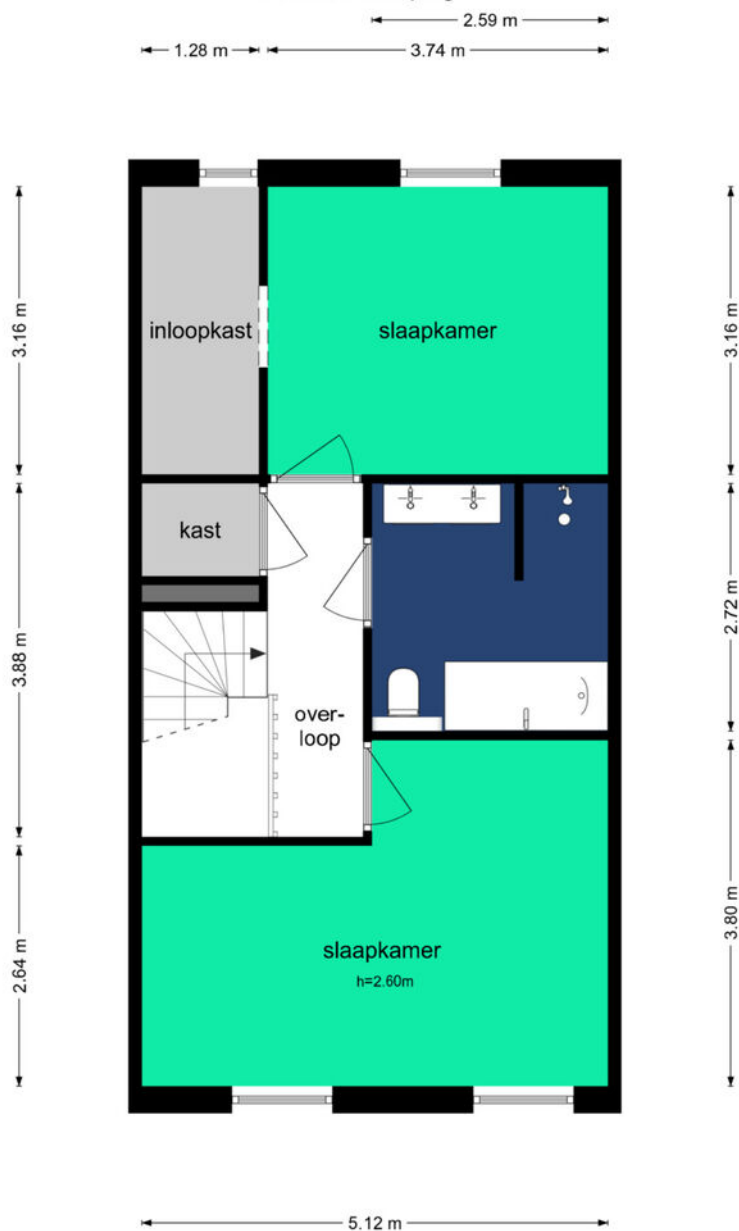 2.59 m
1.28 m
3.74 m
3.16 m
3.16 m
inloopkast
slaapkamer
kast
2.72 m
3.88 m
over-
loop
3.80 m
2.64 m
slaapkamer
h=2.60m
5.12 m